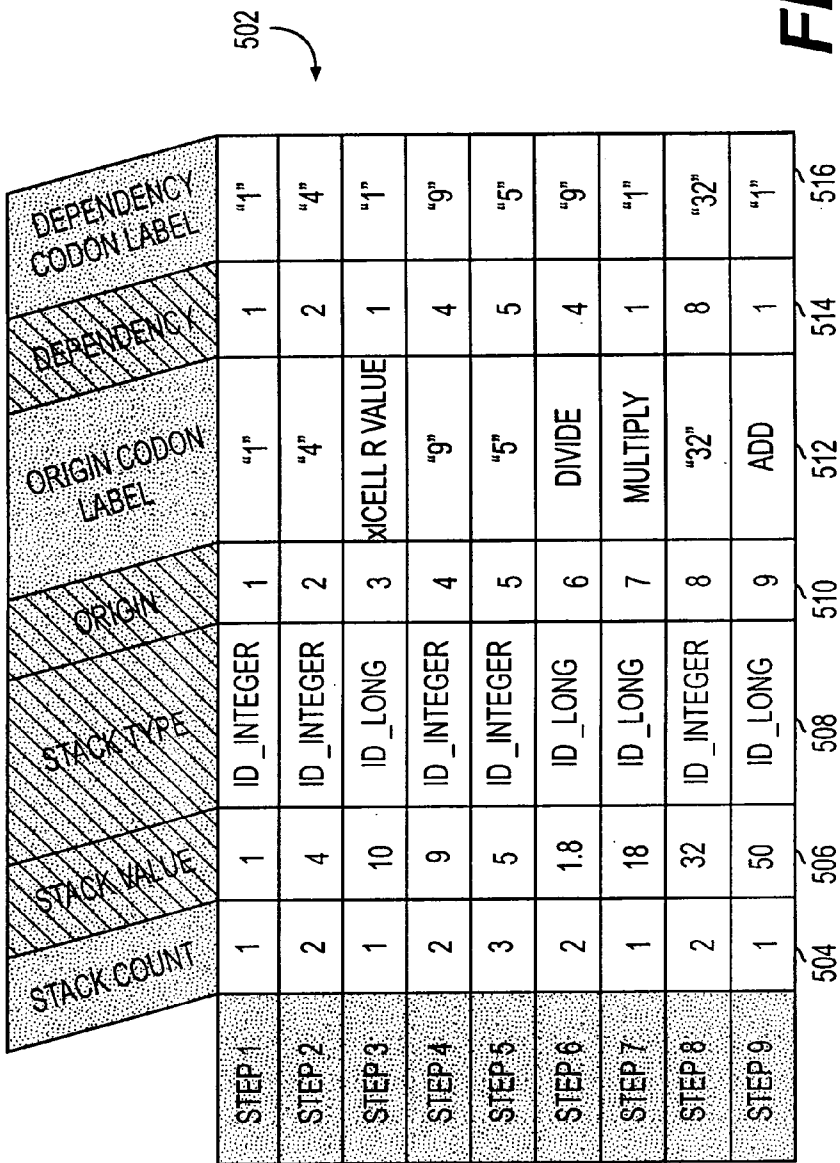 502
STACK COUNT STACK VALUE STACK TYPE ORIGIN ORIGIN CODON LABEL DEPENDENCY DEPENDENCY CODON LABEL
STEP 1 1 1 ID_INTEGER 1 "1" 1 "1"
STEP 2 2 4 ID_INTEGER 2 "4" 2 "4"
STEP 3 1 10 ID_LONG 3 xlCELL R VALUE 1 "1"
STEP 4 2 9 ID_INTEGER 4 "9" 4 "9"
STEP 5 3 5 ID_INTEGER 5 "5" 5 "5"
STEP 6 2 1.8 ID_LONG 6 DIVIDE 4 "9"
STEP 7 1 18 ID_LONG 7 MULTIPLY 1 "1"
STEP 8 2 32 ID_INTEGER 8 "32" 8 "32"
STEP 9 1 50 ID_LONG 9 ADD 1 "1"
504 506 508 510 512 514 516